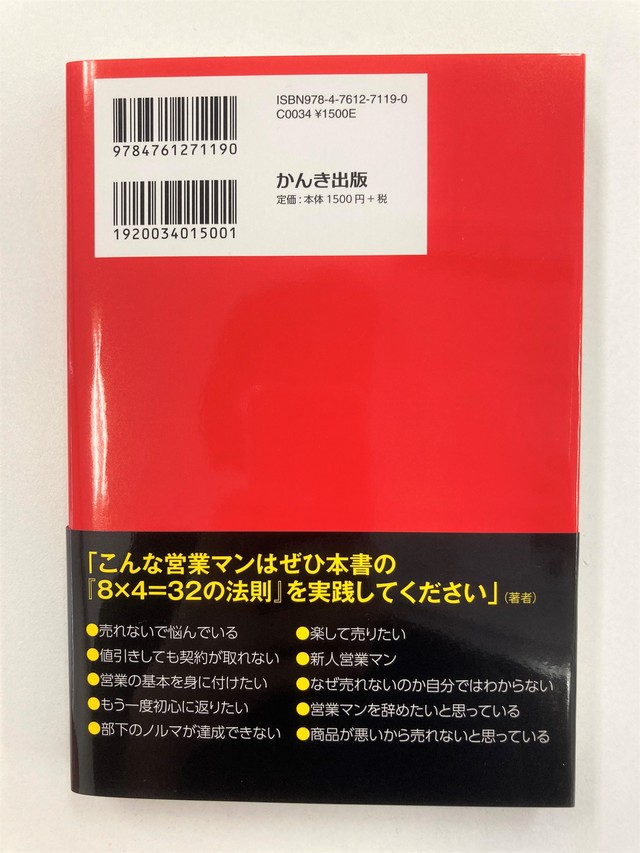 ISBN978-4-7612-7119-0
C0034 ¥1500E
9784761271190
かんき出版
定価:本体1500円+税
1920034015001
「こんな営業マンはぜひ本書の
『8×4=32の法則』を実践してください」(著者)
●売れないで悩んでいる
●値引きしても契約が取れない
●営業の基本を身に付けたい
●もう一度初心に返りたい
●部下のノルマが達成できない
●楽して売りたい
●新人営業マン
●なぜ売れないのか自分ではわからない
●営業マンを辞めたいと思っている
●商品が悪いから売れないと思っている